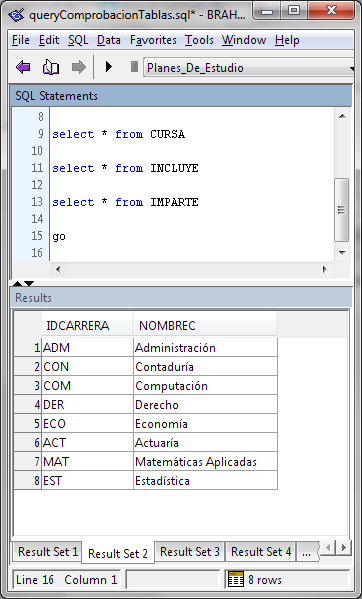 queryComprobacionTablas.sql* - BRAH...
File Edit SQL Data Favorites Tools Window Help
Planes_De_Estudio
SQL Statements
8
9 select * from CURSA
10
11 select * from INCLUYE
12
13 select * from IMPARTE
14
15 go
16
Results
IDCARRERA NOMBREC
1 ADM Administración
2 CON Contaduría
3 COM Computación
4 DER Derecho
5 ECO Economía
6 ACT Actuaría
7 MAT Matemáticas Aplicadas
8 EST Estadística
Result Set 1 Result Set 2 Result Set 3 Result Set 4 ...
Line 16 Column 1 8 rows